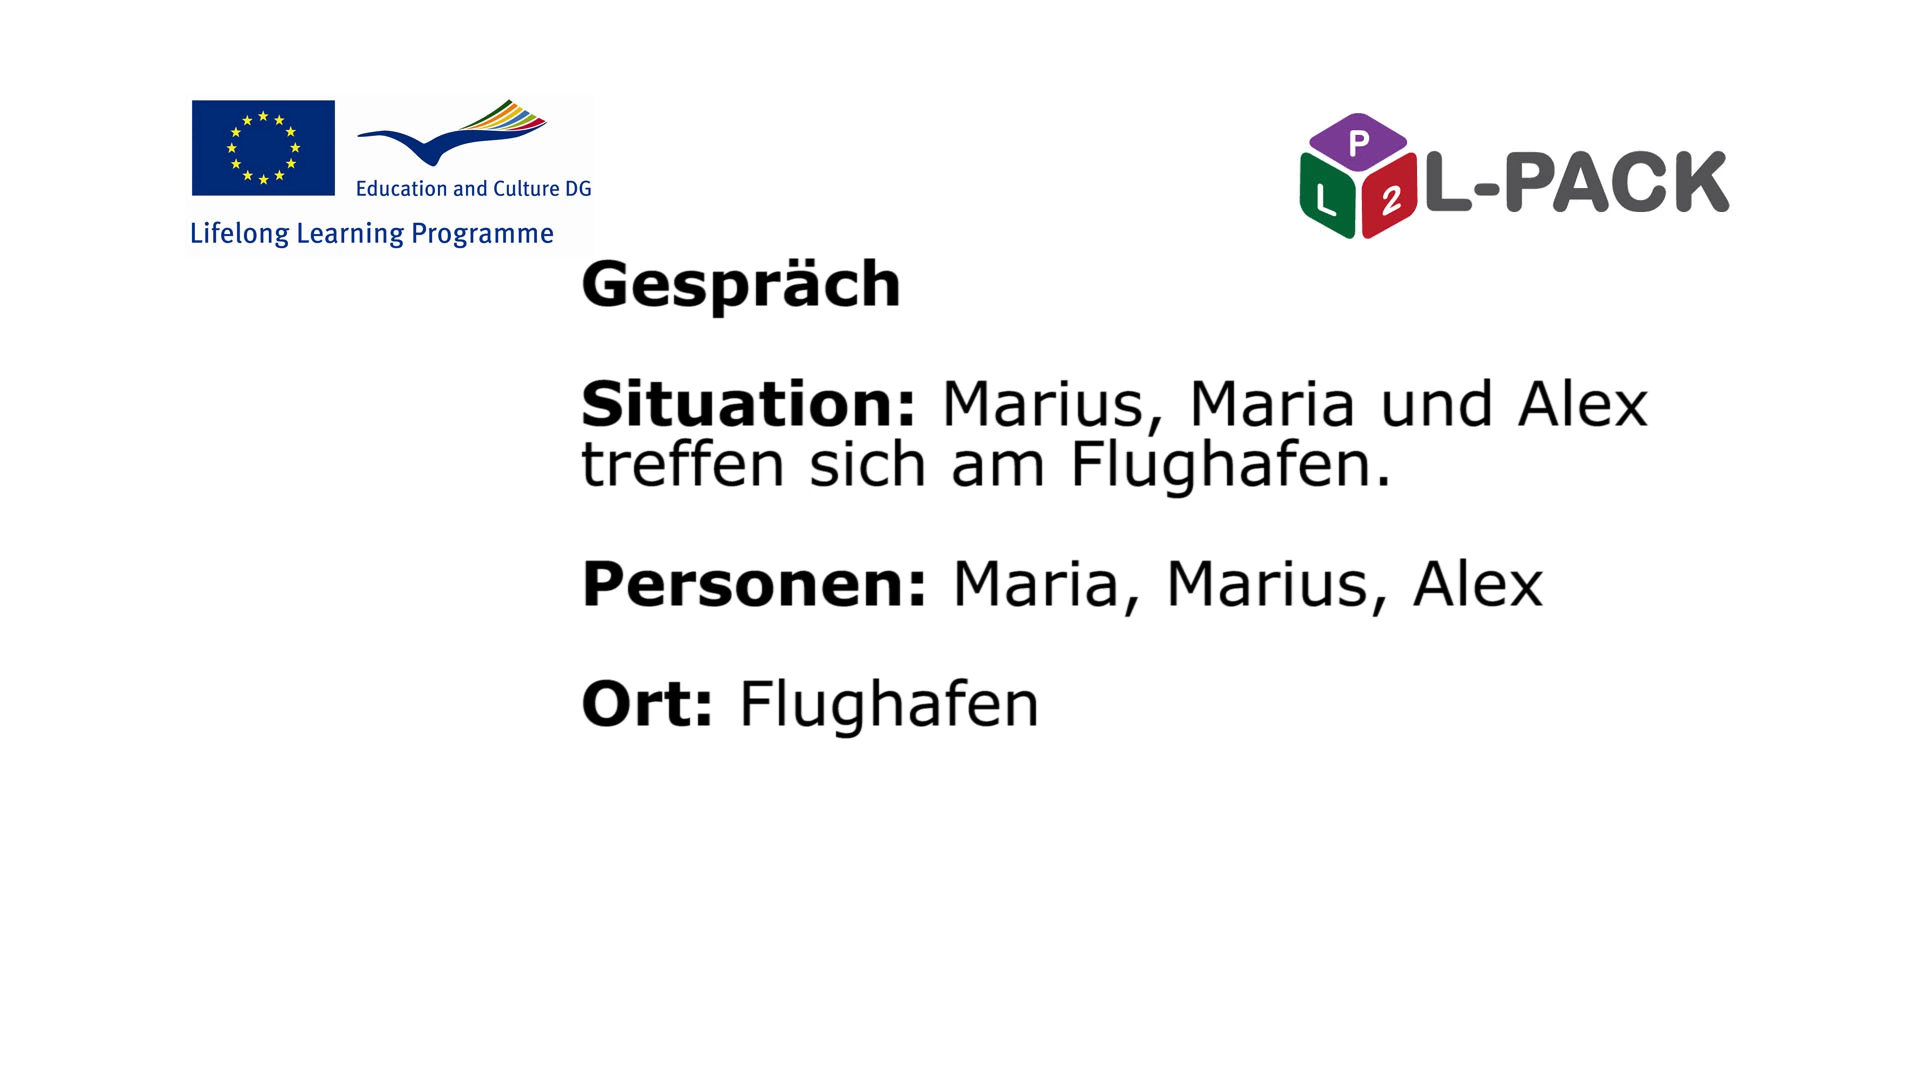 Education and Culture DG
Lifelong Learning Programme
P
L
2
L-PACK
Gespräch
Situation: Marius, Maria und Alex
treffen sich am Flughafen.
Personen: Maria, Marius, Alex
Ort: Flughafen